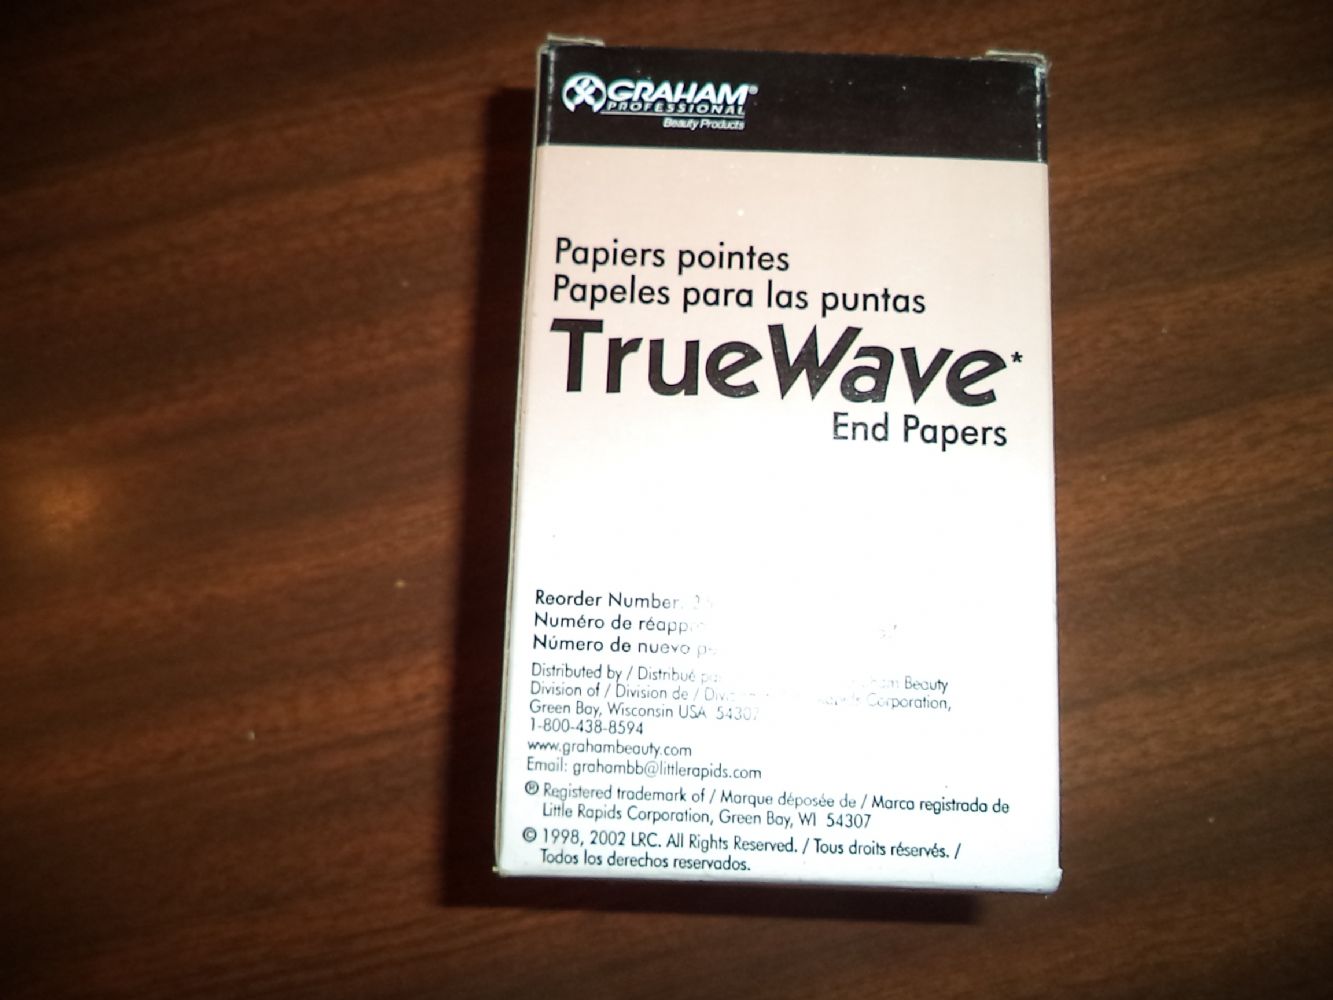 GRAHAM®
PROFESSIONAL
Beauty Products
Papiers pointes
Papeles para las puntas
TrueWave*
End Papers
Reorder Number:
Numéro de
Número de nuevo
Distributed by / Distribué Beauty
Division of / Division de / Corporation,
Green Bay, Wisconsin USA 54307
1-800-438-8594
www.grahambeauty.com
Email: grahambb@littlerapids.com
® Registered trademark of / Marque déposée de / Marca registrada de
Little Rapids Corporation, Green Bay, WI 54307
© 1998, 2002 LRC. All Rights Reserved. / Tous droits réservés. /
Todos los derechos reservados.